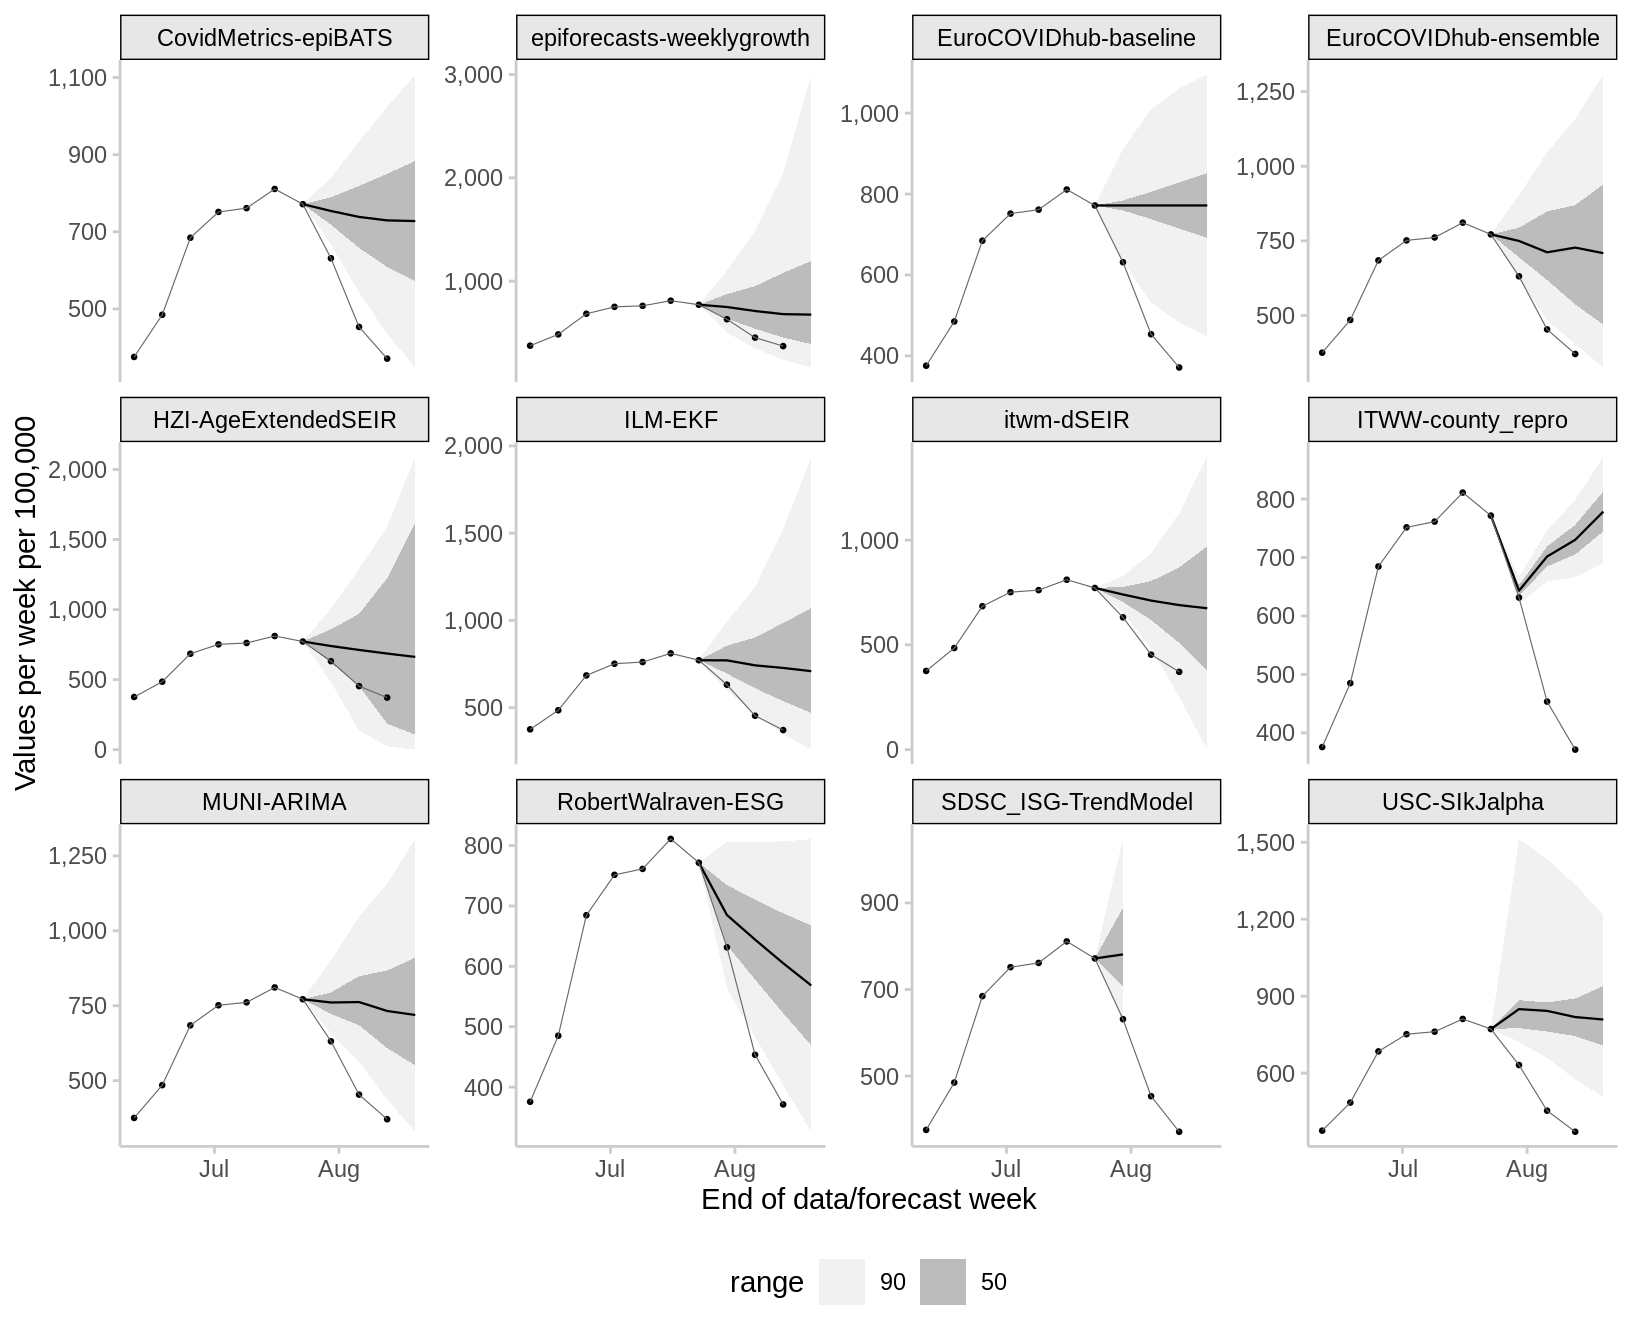 CovidMetrics-epiBATS
epiforecasts-weeklygrowth
EuroCOVIDhub-baseline
EuroCOVIDhub-ensemble
1,100
900
700
500
3,000
2,000
1,000
1,000
800
600
400
1,250
1,000
750
500
HZI-AgeExtendedSEIR
ILM-EKF
itwm-dSEIR
ITWW-county_repro
2,000
1,500
1,000
500
0
2,000
1,500
1,000
500
1,000
500
0
800
700
600
500
400
MUNI-ARIMA
RobertWalraven-ESG
SDSC_ISG-TrendModel
USC-SIkJalpha
1,250
1,000
750
500
800
700
600
500
400
900
700
500
1,500
1,200
900
600
Jul Aug
Jul Aug
Jul Aug
Jul Aug
Values per week per 100,000
End of data/forecast week
range 90 50